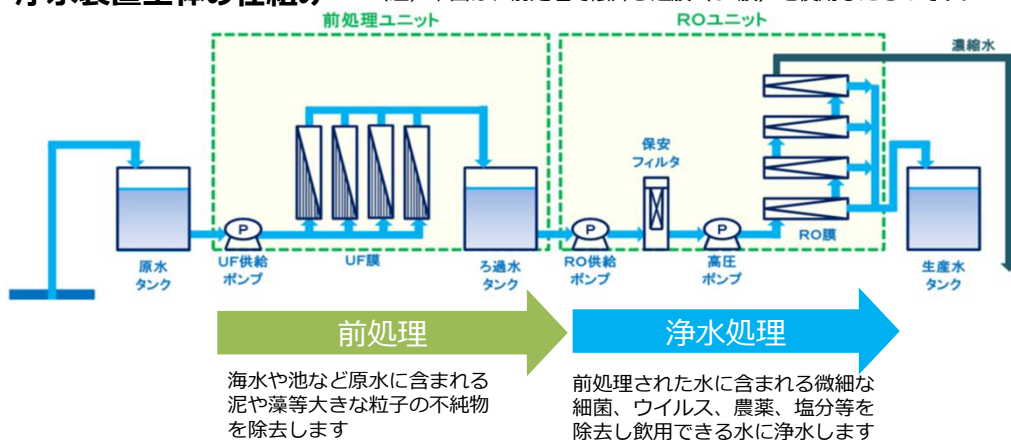 前処理ユニット
ROユニット
濃縮水
保安
フィルタ
P
P
P
RO膜
原水
タンク
UF供給
ポンプ
UF膜
ろ過水
タンク
RO供給
ポンプ
高圧
ポンプ
生産水
タンク
前処理
浄水処理
海水や池など原水に含まれる
泥や藻等大きな粒子の不純物
を除去します
前処理された水に含まれる微細な
細菌、ウイルス、農薬、塩分等を
除去し飲用できる水に浄水します